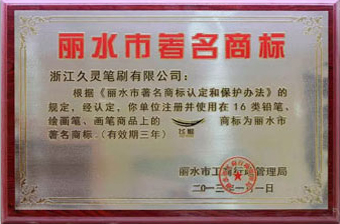 丽水市著名商标
浙江久灵笔刷有限公司：
根据《丽水市著名商标认定和保护办法》的
规定，经认定，你单位注册并使用在16类铅笔、
绘画笔、画笔商品上的 商标为丽水市
著名商标。（有效期三年）
丽水市工商行政管理局
二〇一三年一月一日